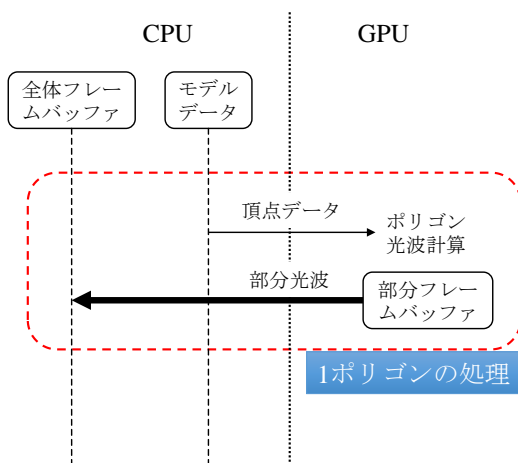 CPU
GPU
全体フレー
ムバッファ
モデル
データ
頂点データ
ポリゴン
光波計算
部分光波
部分フレー
ムバッファ
1ポリゴンの処理